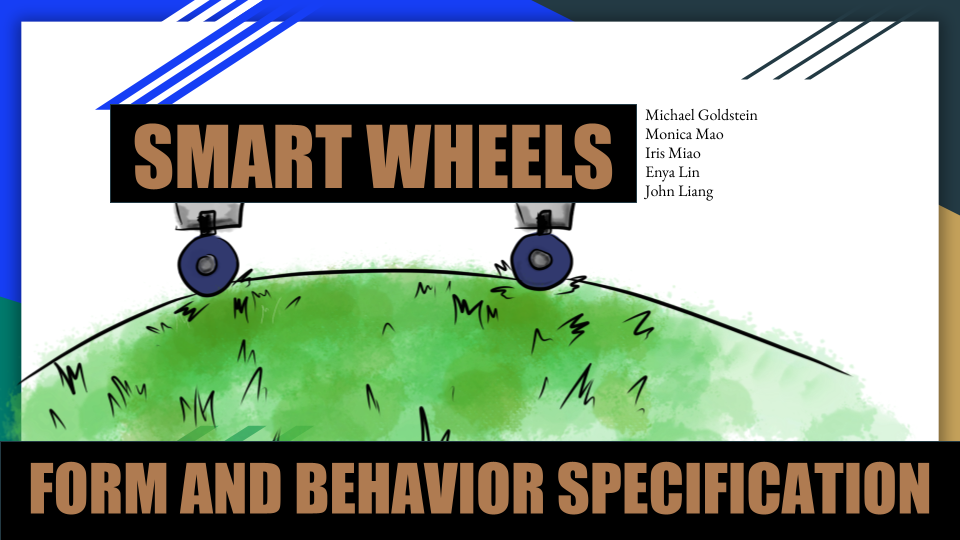 SMART WHEELS
Michael Goldstein
Monica Mao
Iris Miao
Enya Lin
John Liang
FORM AND BEHAVIOR SPECIFICATION